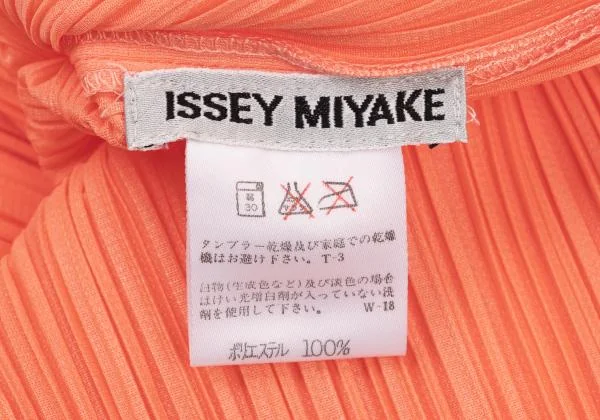 ISSEY MIYAKE
弱
30
タンブラー乾燥及び家庭での乾燥
機はお避け下さい。T-3
白物(生成色など)及び淡色の場合
はけい光増白剤が入っていない洗
剤を使用して下さい。 W-18
ポリエステル 100%